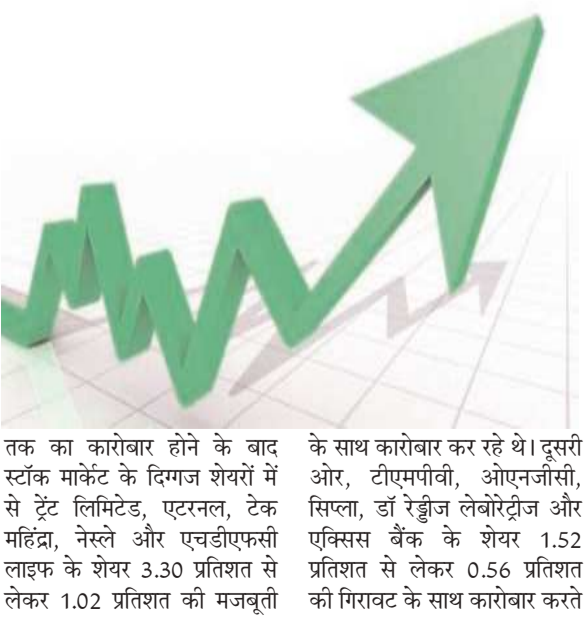 तक का कारोबार होने के बाद
स्टॉक मार्केट के दिग्गज शेयरों में
से ट्रेंट लिमिटेड, एटरनल, टेक
महिंद्रा, नेस्ले और एचडीएफसी
लाइफ के शेयर 3.30 प्रतिशत से
लेकर 1.02 प्रतिशत की मजबूती
के साथ कारोबार कर रहे थे। दूसरी
ओर, टीएमपीवी, ओएनजीसी,
सिप्ला, डॉ रेड्डीज लेबोरेट्रीज और
एक्सिस बैंक के शेयर 1.52
प्रतिशत से लेकर 0.56 प्रतिशत
की गिरावट के साथ कारोबार करते